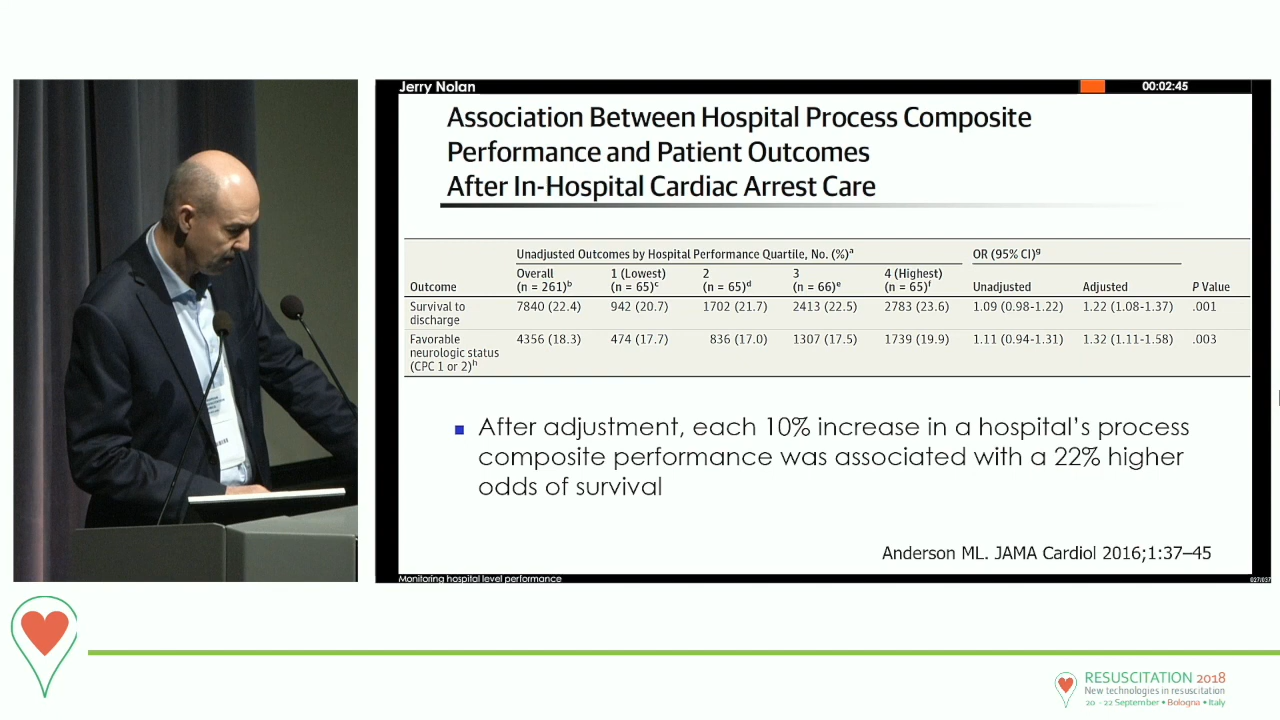 Jerry Nolan
00:02:45
Association Between Hospital Process Composite
Performance and Patient Outcomes
After In-Hospital Cardiac Arrest Care
Unadjusted Outcomes by Hospital Performance Quartile, No. (%)a OR (95% CI)g
Outcome Overall (n = 261)b 1 (Lowest) (n = 65)c 2 (n = 65)d 3 (n = 66)e 4 (Highest) (n = 65)f Unadjusted Adjusted P Value
Survival to discharge 7840 (22.4) 942 (20.7) 1702 (21.7) 2413 (22.5) 2783 (23.6) 1.09 (0.98-1.22) 1.22 (1.08-1.37) .001
Favorable neurologic status (CPC 1 or 2)h 4356 (18.3) 474 (17.7) 836 (17.0) 1307 (17.5) 1739 (19.9) 1.11 (0.94-1.31) 1.32 (1.11-1.58) .003
After adjustment, each 10% increase in a hospital's process
composite performance was associated with a 22% higher
odds of survival
Anderson ML. JAMA Cardiol 2016;1:37–45
Monitoring hospital level performance
027/037
RESUSCITATION 2018
New technologies in resuscitation
20 - 22 September • Bologna • Italy